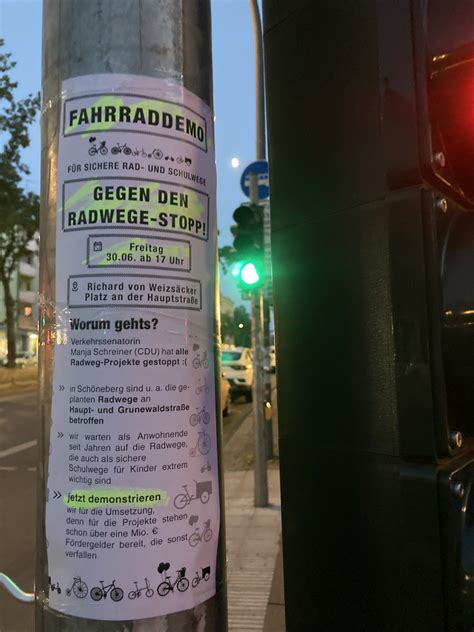 FAHRRADDEMO
FÜR SICHERE RAD- UND SCHULWEGE
GEGEN DEN
RADWEGE-STOPP!
Freitag
30.06. ab 17 Uhr
Richard von Weizsäcker
Platz an der Hauptstraße
Worum gehts?
Verkehrssenatorin
Manja Schreiner (CDU) hat alle
Radweg-Projekte gestoppt :(
» in Schöneberg sind u. a. die ge-
planten Radwege an
Haupt- und Grunewaldstraße
betroffen
» wir warten als Anwohnende
seit Jahren auf die Radwege,
die auch als sichere
Schulwege für Kinder extrem
wichtig sind
» jetzt demonstrieren
wir für die Umsetzung,
denn für die Projekte stehen
schon über eine Mio. €
Fördergelder bereit, die sonst
verfallen